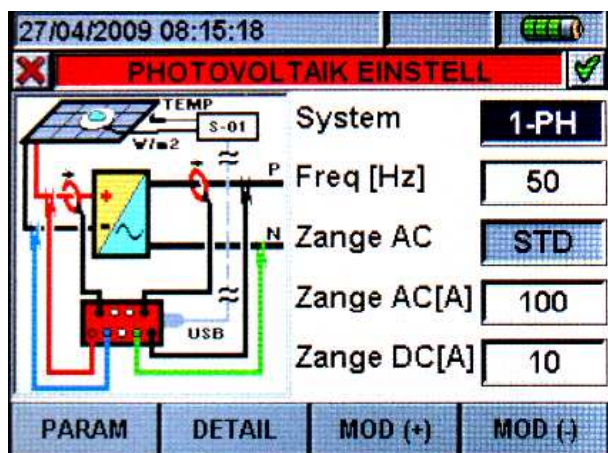 27/04/2009 08:15:18
PHOTOVOLTAIK EINSTELL
TEMP
S-01
W/m2
P
N
USB
System 1-PH
Freq [Hz] 50
Zange AC STD
Zange AC[A] 100
Zange DC[A] 10
PARAM DETAIL MOD (+) MOD (-)